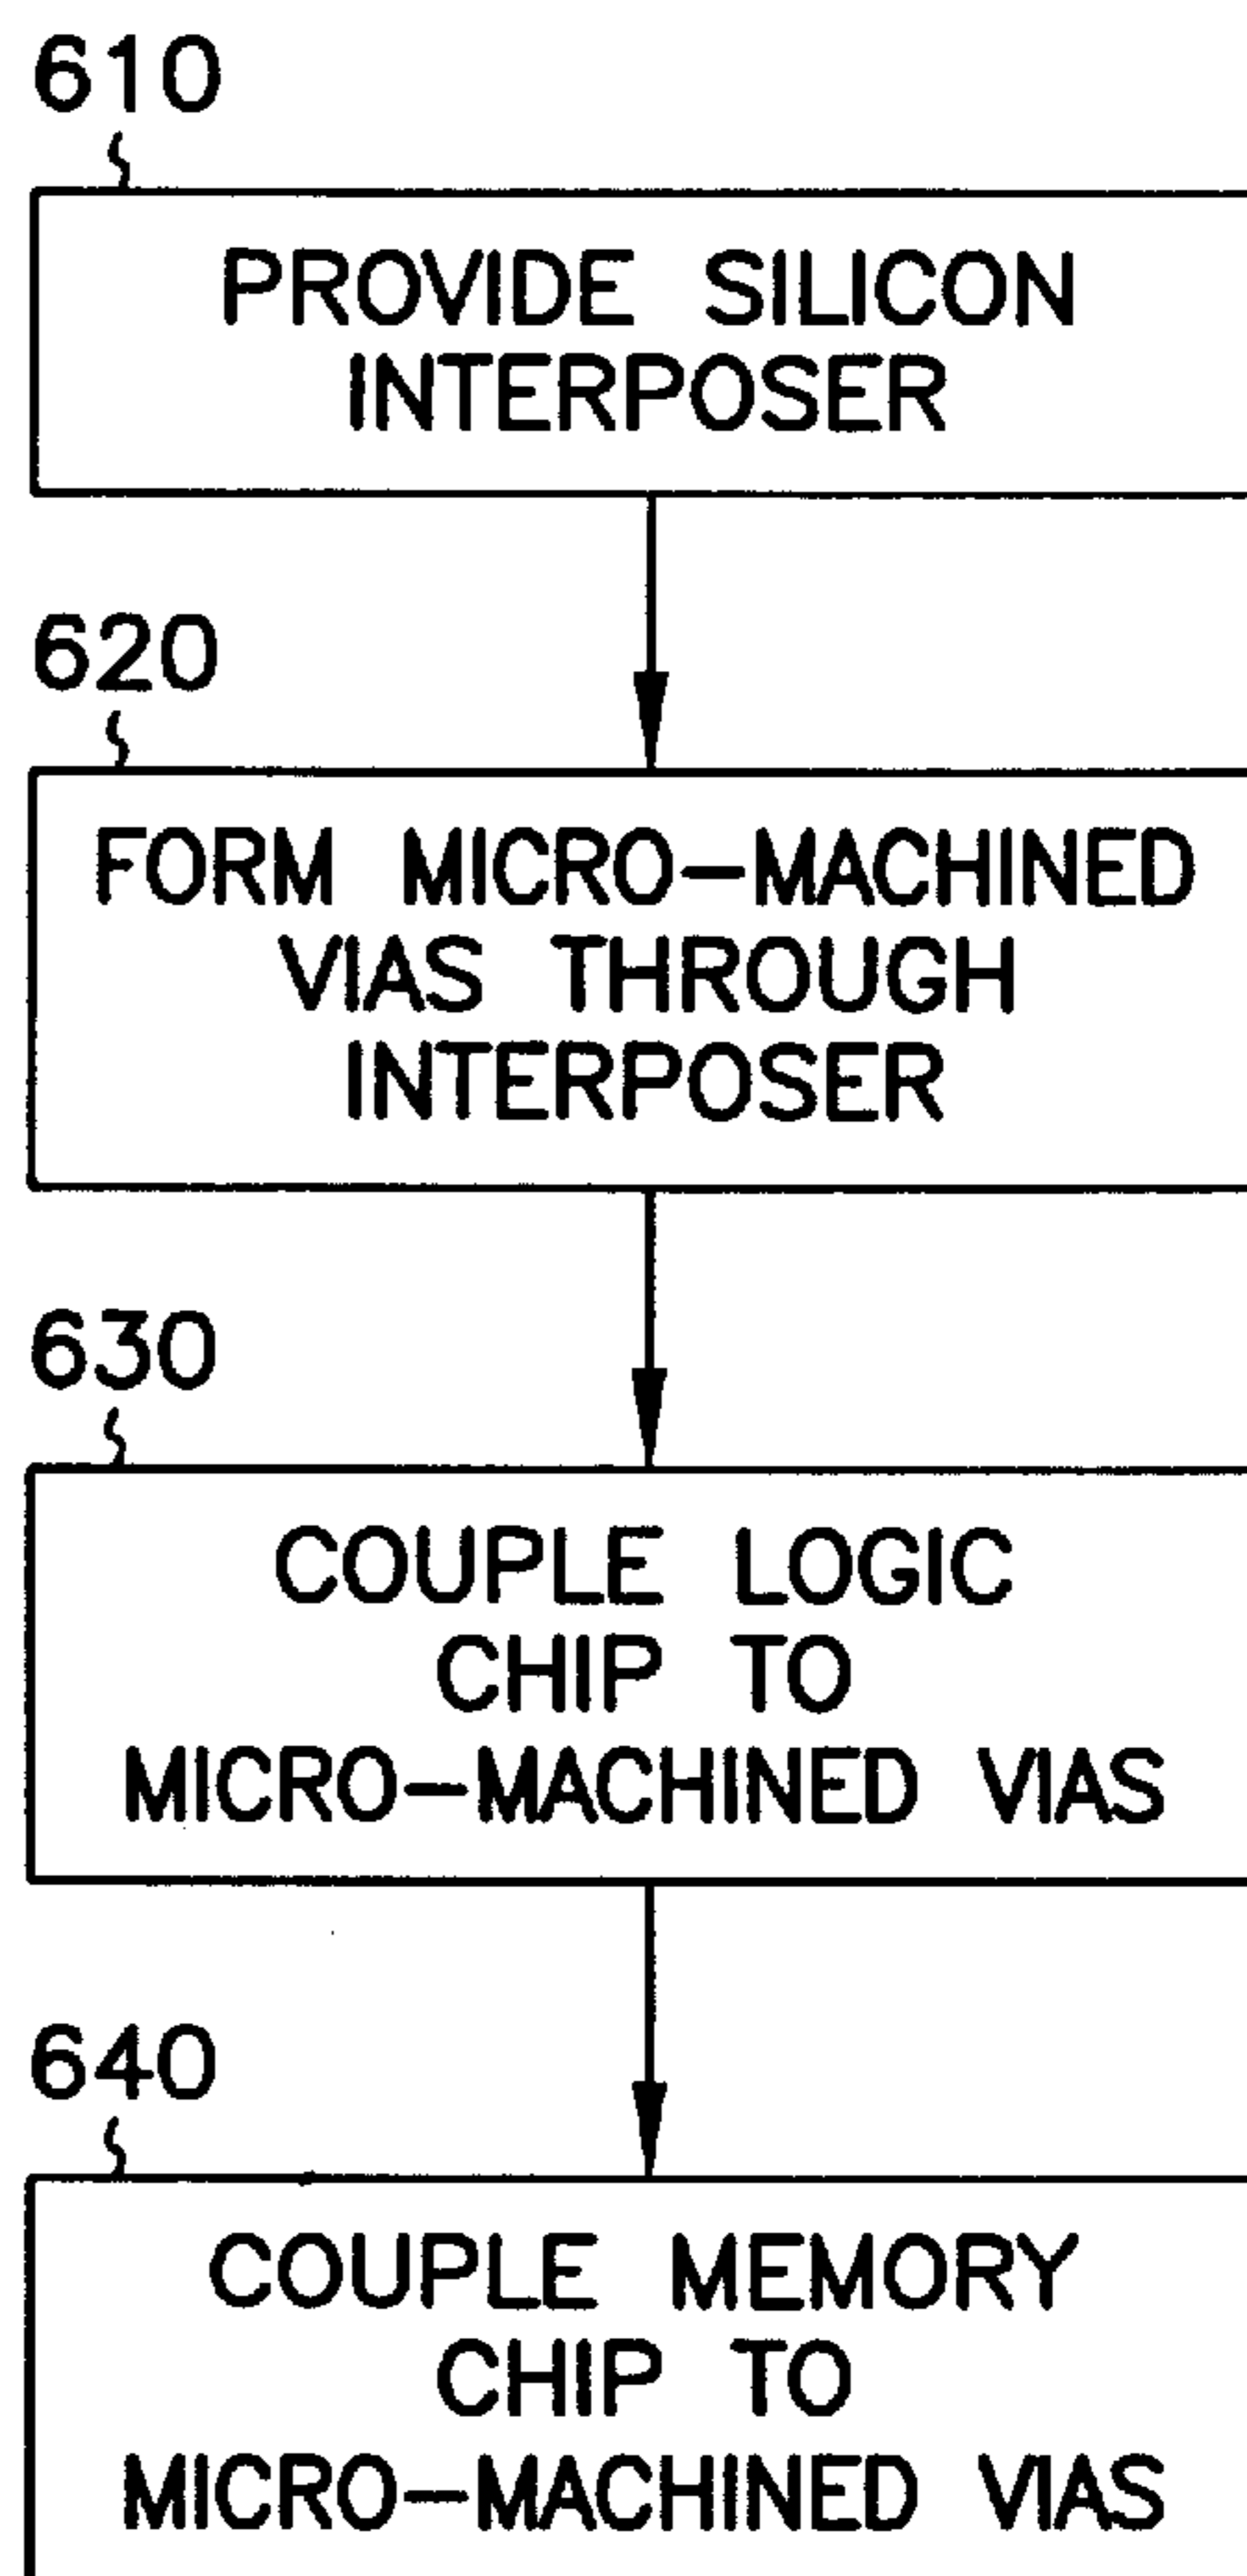 610
PROVIDE SILICON
INTERPOSER
620
FORM MICRO-MACHINED
VIAS THROUGH
INTERPOSER
630
COUPLE LOGIC
CHIP TO
MICRO-MACHINED VIAS
640
COUPLE MEMORY
CHIP TO
MICRO-MACHINED VIAS